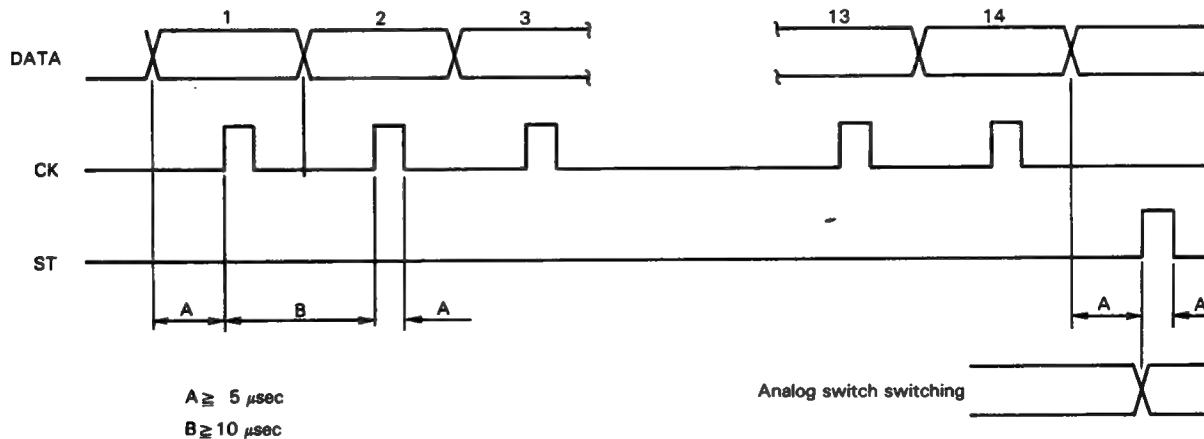 1 2 3 13 14
DATA
CK
ST
A B A A A
A ≧ 5 μsec
B ≧ 10 μsec
Analog switch switching